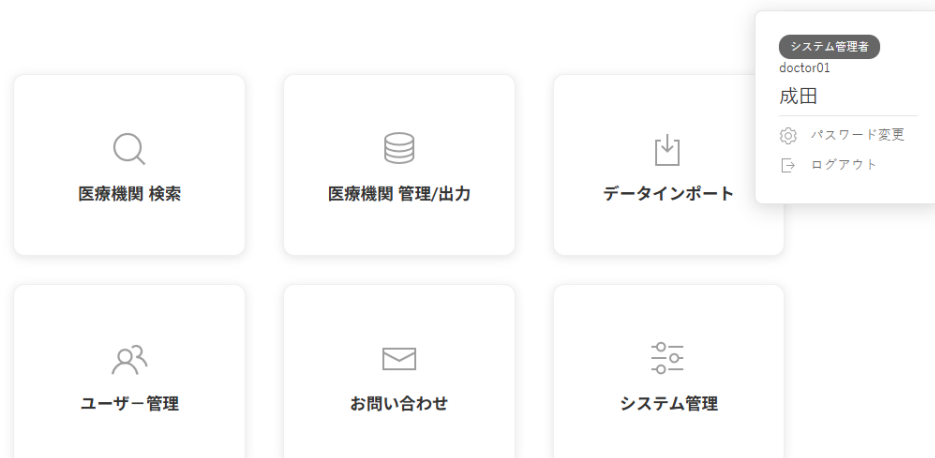 システム管理者
doctor01
成田
パスワード変更
ログアウト
医療機関 検索
医療機関 管理/出力
データインポート
ユーザー管理
お問い合わせ
システム管理